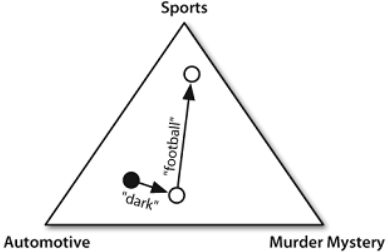 Sports
"football"
"dark"
Automotive
Murder Mystery